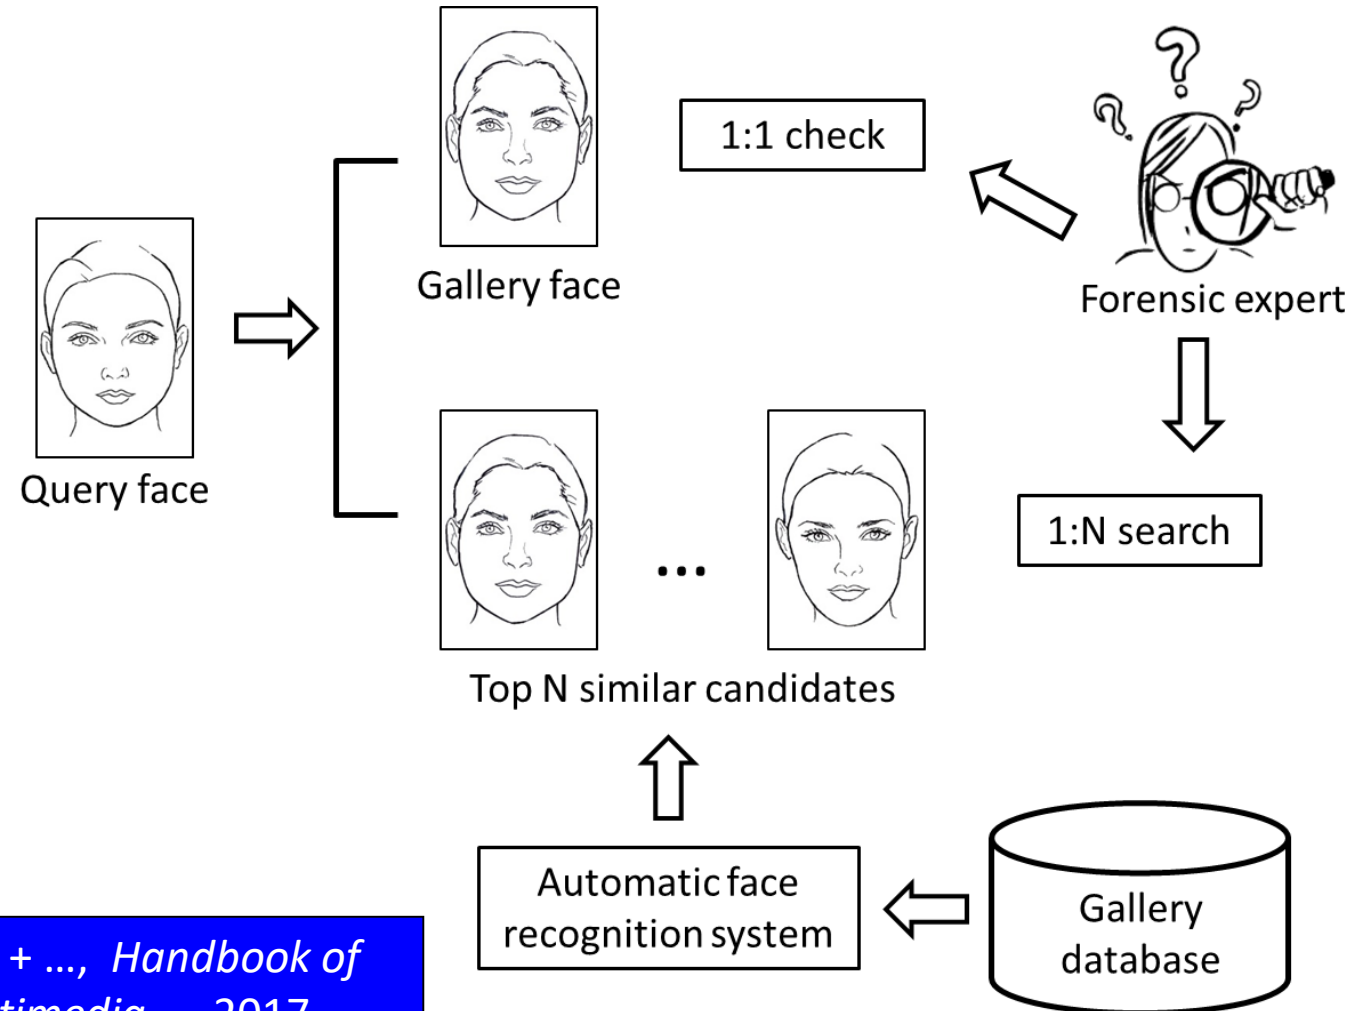 1:1 check
Gallery face
Forensic expert
Query face
1:N search
...
Top N similar candidates
Automatic face
recognition system
Gallery
database
+ ..., Handbook of
2017